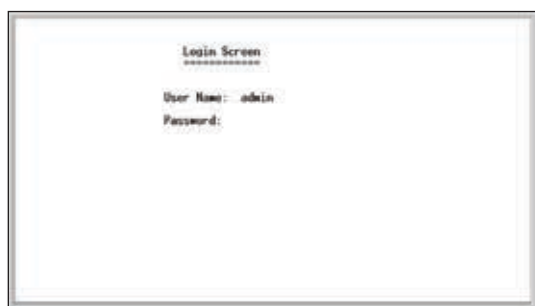 Login Screen
============
User Name: admin
Password: